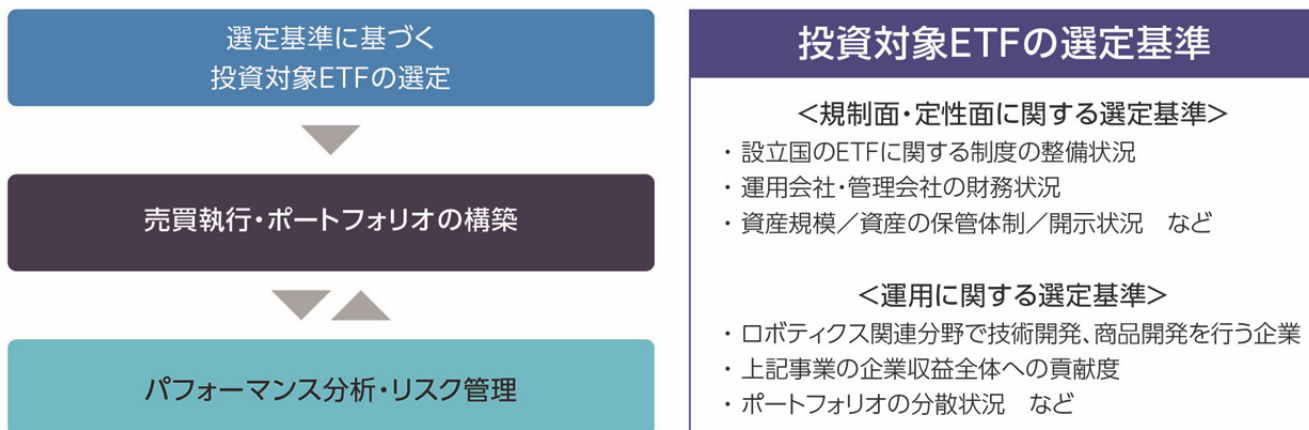 選定基準に基づく
投資対象ETFの選定
売買執行・ポートフォリオの構築
パフォーマンス分析・リスク管理
投資対象ETFの選定基準
＜規制面・定性面に関する選定基準＞
・設立国のETFに関する制度の整備状況
・運用会社・管理会社の財務状況
・資産規模／資産の保管体制／開示状況　など
＜運用に関する選定基準＞
・ロボティクス関連分野で技術開発、商品開発を行う企業
・上記事業の企業収益全体への貢献度
・ポートフォリオの分散状況　など